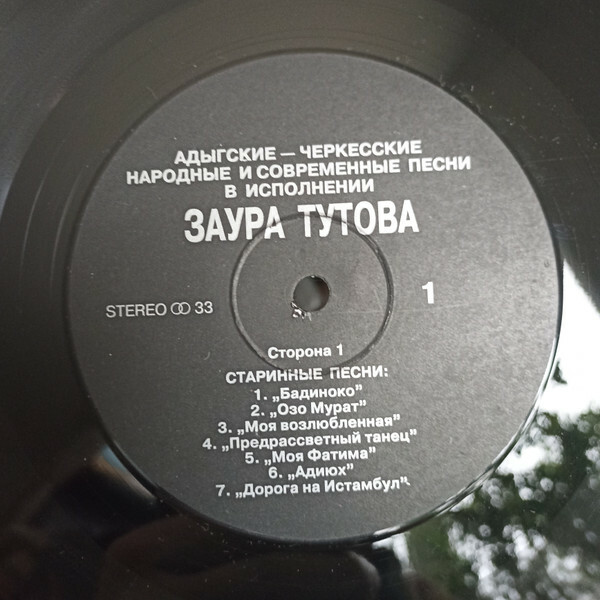 АДЫГСКИЕ — ЧЕРКЕССКИЕ
НАРОДНЫЕ И СОВРЕМЕННЫЕ ПЕСНИ
В ИСПОЛНЕНИИ
ЗАУРА ТУТОВА
STEREO 33
1
Сторона 1
СТАРИННЫЕ ПЕСНИ:
1. „Бадиноко”
2. „Озо Мурат”
3. „Моя возлюбленная”
4. „Предрассветный танец”
5. „Моя Фатима”
6. „Адиюх”
7. „Дорога на Истамбул”